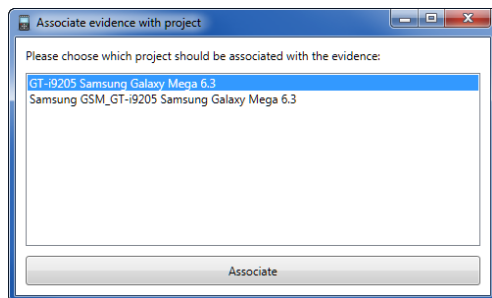 Associate evidence with project
Please choose which project should be associated with the evidence:
GT-i9205 Samsung Galaxy Mega 6.3
Samsung GSM_GT-i9205 Samsung Galaxy Mega 6.3
Associate